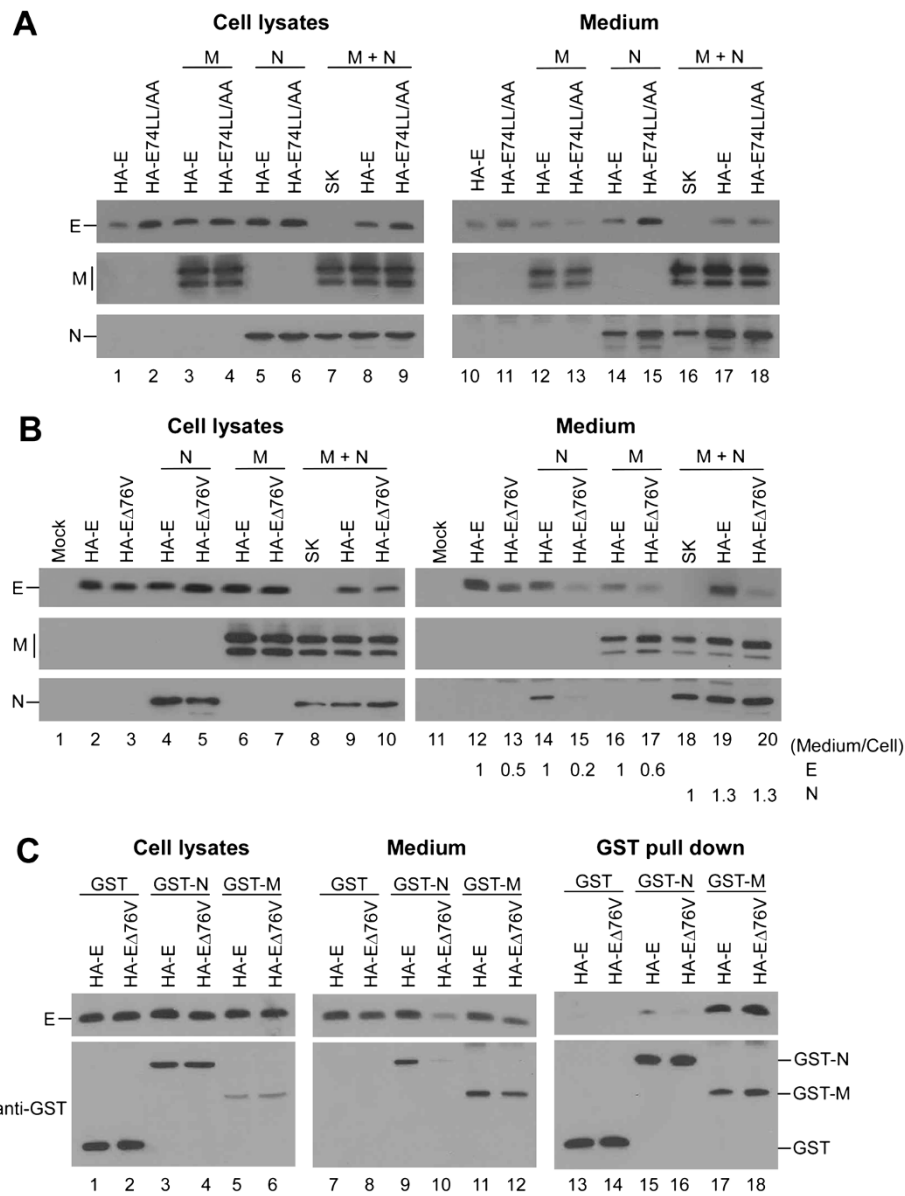 A
Cell lysates Medium
M N M + N M N M + N
HA-E HA-E74LL/AA HA-E HA-E74LL/AA HA-E HA-E74LL/AA SK HA-E HA-E74LL/AA HA-E HA-E74LL/AA HA-E HA-E74LL/AA HA-E HA-E74LL/AA SK HA-E HA-E74LL/AA
E
M
N
1 2 3 4 5 6 7 8 9 10 11 12 13 14 15 16 17 18
B
Cell lysates Medium
N M M + N N M M + N
Mock HA-E HA-EΔ76V HA-E HA-EΔ76V HA-E HA-EΔ76V SK HA-E HA-EΔ76V Mock HA-E HA-EΔ76V HA-E HA-EΔ76V HA-E HA-EΔ76V SK HA-E HA-EΔ76V
E
M
N
1 2 3 4 5 6 7 8 9 10 11 12 13 14 15 16 17 18 19 20 (Medium/Cell)
1 0.5 1 0.2 1 0.6 E
1 1.3 1.3 N
C
Cell lysates Medium GST pull down
GST GST-N GST-M GST GST-N GST-M GST GST-N GST-M
HA-E HA-EΔ76V HA-E HA-EΔ76V HA-E HA-EΔ76V HA-E HA-EΔ76V HA-E HA-EΔ76V HA-E HA-EΔ76V HA-E HA-EΔ76V HA-E HA-EΔ76V HA-E HA-EΔ76V
E
GST-N
GST-M
anti-GST
GST
1 2 3 4 5 6 7 8 9 10 11 12 13 14 15 16 17 18